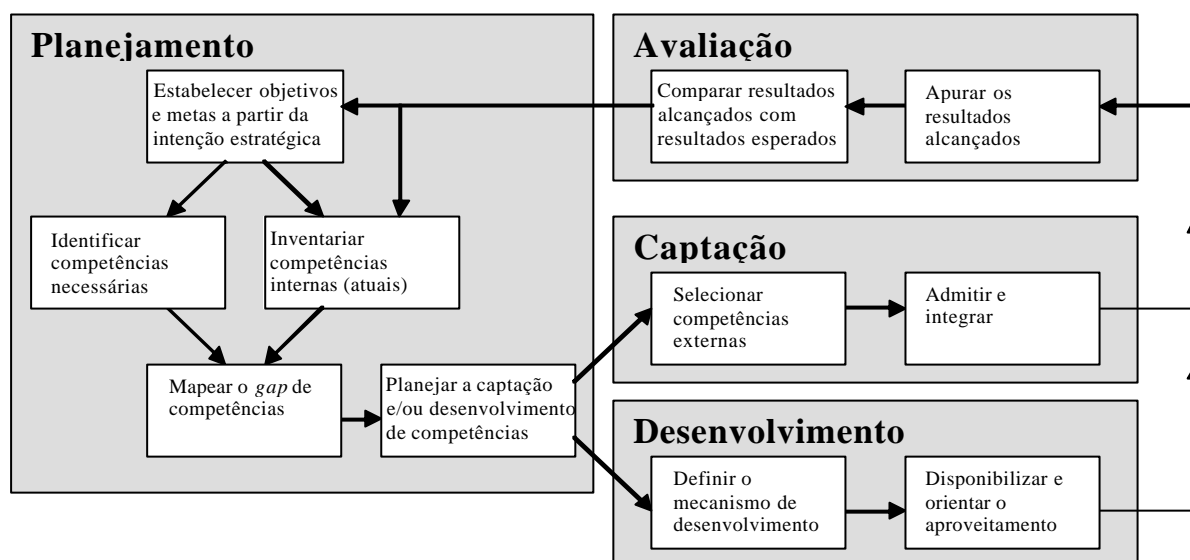 Planejamento
Estabelecer objetivos
e metas a partir da
intenção estratégica
Identificar
competências
necessárias
Inventariar
competências
internas (atuais)
Mapear o gap de
competências
Planejar a captação
e/ou desenvolvimento
de competências
Avaliação
Comparar resultados
alcançados com
resultados esperados
Apurar os
resultados
alcançados
Captação
Selecionar
competências
externas
Admitir e
integrar
Desenvolvimento
Definir o
mecanismo de
desenvolvimento
Disponibilizar e
orientar o
aproveitamento